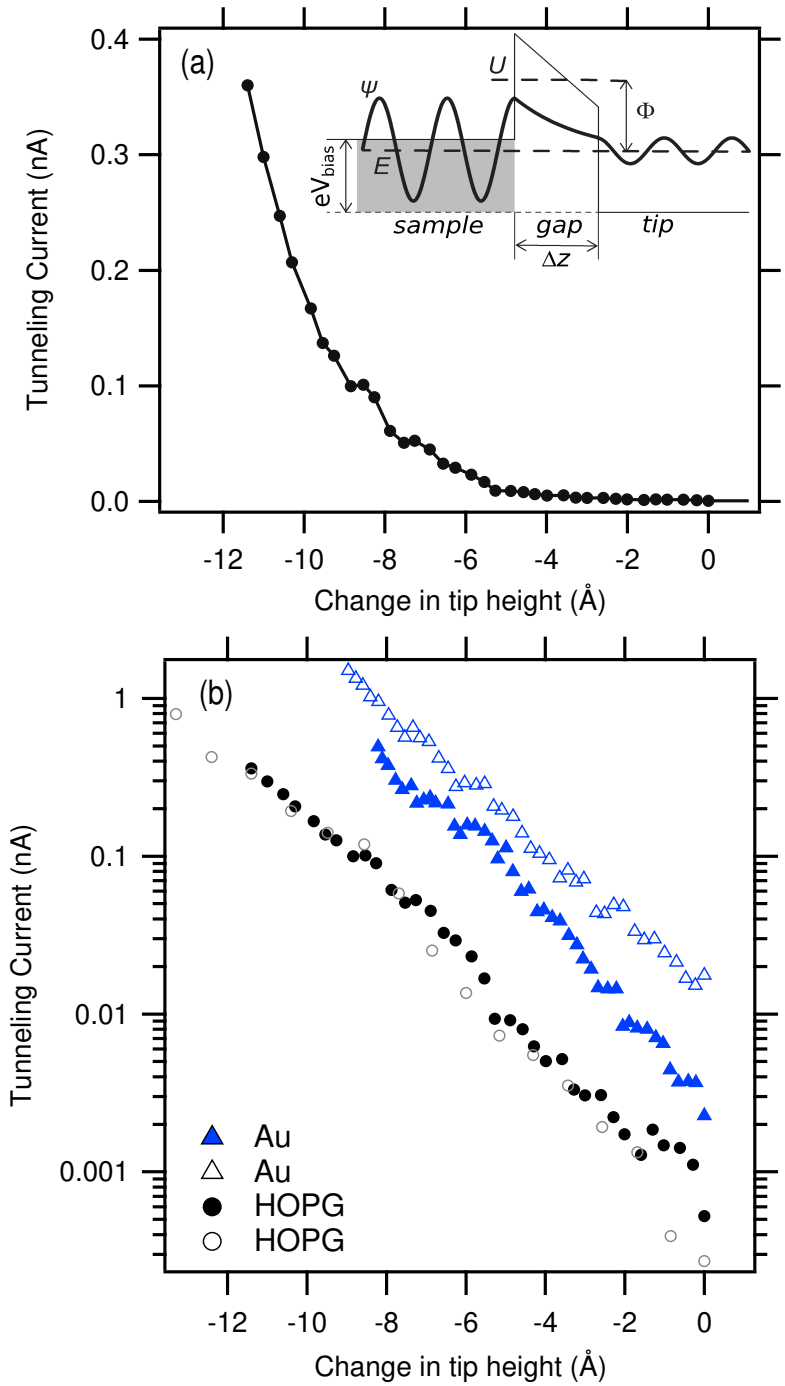 (a)
0.4
0.3
0.2
0.1
0.0
Tunneling Current (nA)
U
ψ
Φ
E
eVbias
sample
gap
tip
Δz
-12
-10
-8
-6
-4
-2
0
Change in tip height (Å)
(b)
1
0.1
0.01
0.001
Tunneling Current (nA)
Au
Au
HOPG
HOPG
-12
-10
-8
-6
-4
-2
0
Change in tip height (Å)